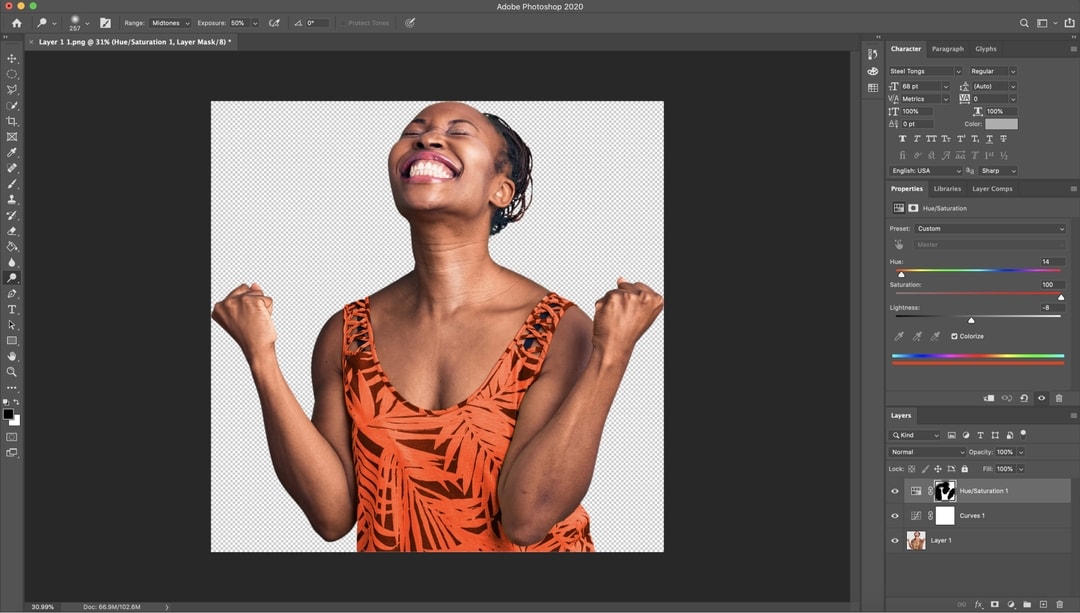 Adobe Photoshop 2020
267
Range: Midtones
Exposure: 50%
0°
Protect Tones
Layer 1 1.png @ 31% (Hue/Saturation 1, Layer Mask/8) *
Character Paragraph Glyphs
Steel Tongs Regular
68 pt (Auto)
Metrics 0
100% 100%
0 pt Color:
English: USA Sharp
Properties Libraries Layer Comps
Hue/Saturation
Preset: Custom
Master
Hue: 14
Saturation: 100
Lightness: -8
Colorize
Layers
Kind
Normal Opacity: 100%
Lock: Fill: 100%
Hue/Saturation 1
Curves 1
Layer 1
30.99% Doc: 66.9M/102.6M